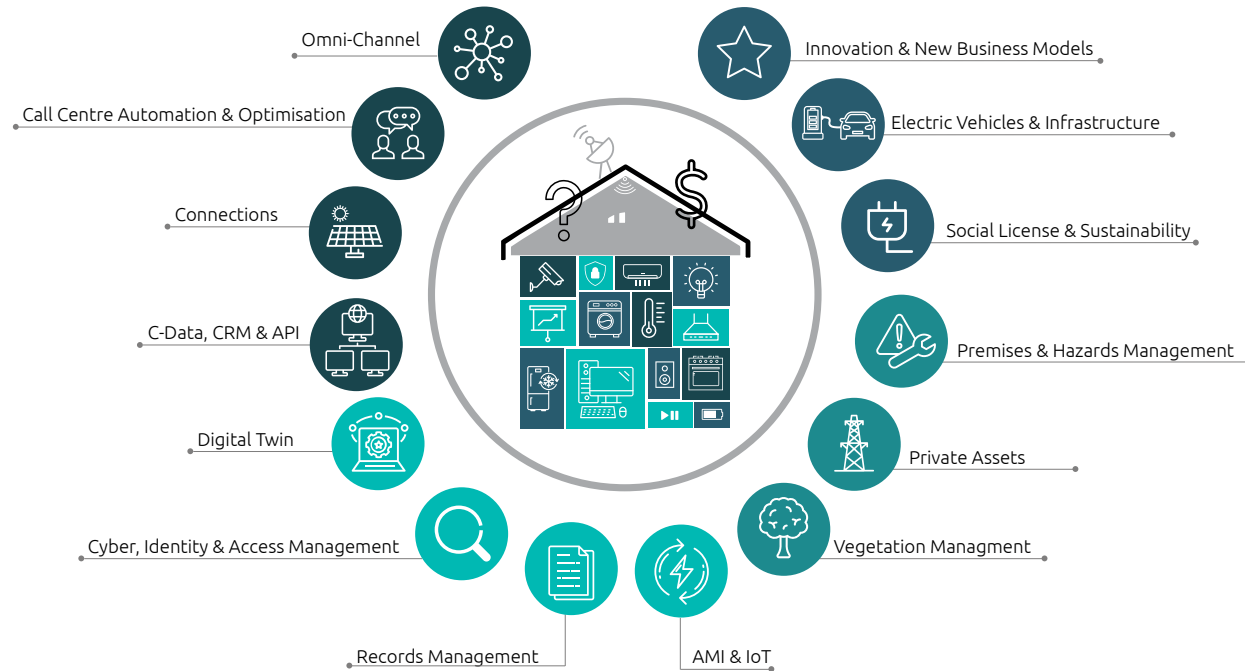 Omni-Channel
Innovation & New Business Models
Call Centre Automation & Optimisation
Electric Vehicles & Infrastructure
Connections
Social License & Sustainability
?
$
C-Data, CRM & API
Premises & Hazards Management
Digital Twin
Private Assets
Cyber, Identity & Access Management
Vegetation Managment
Records Management
AMI & IoT